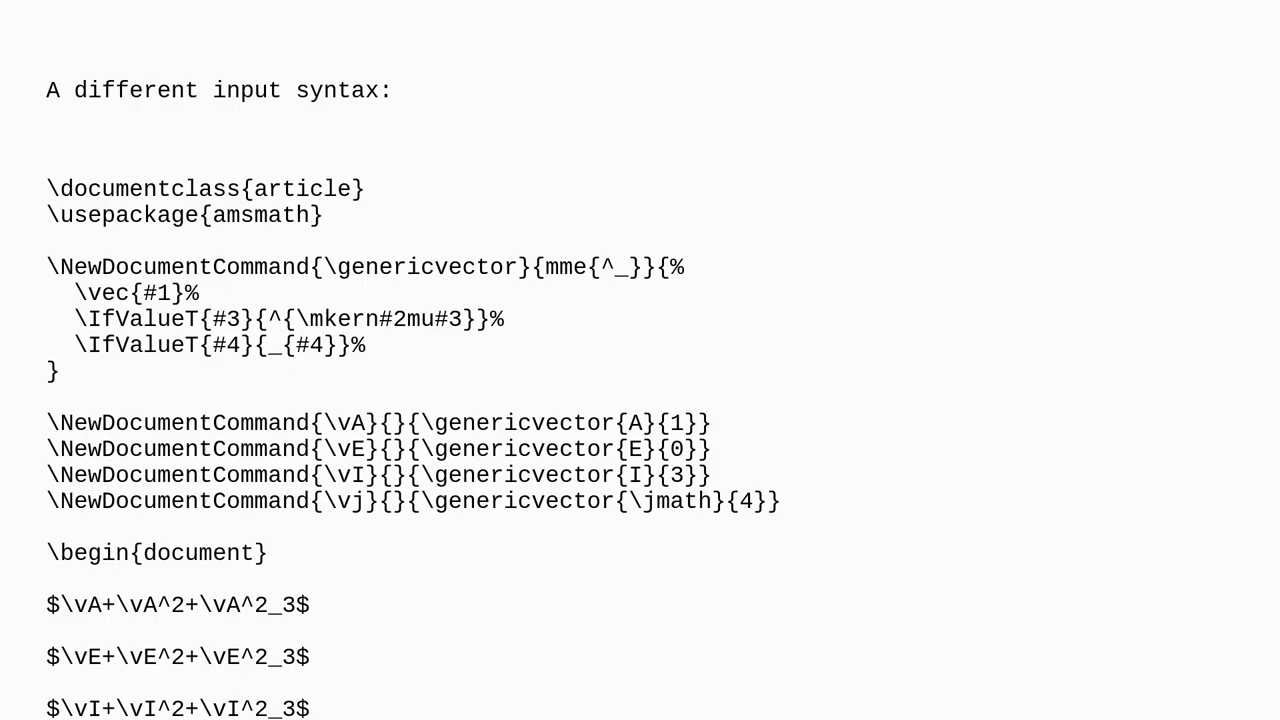 A different input syntax:
\documentclass{article}
\usepackage{amsmath}
\NewDocumentCommand{\genericvector}{mme{^_}}{%
  \vec{#1}%
  \IfValueT{#3}{^{\mkern#2mu#3}}%
  \IfValueT{#4}{_{#4}}%
}
\NewDocumentCommand{\vA}{}{\genericvector{A}{1}}
\NewDocumentCommand{\vE}{}{\genericvector{E}{0}}
\NewDocumentCommand{\vI}{}{\genericvector{I}{3}}
\NewDocumentCommand{\vj}{}{\genericvector{\jmath}{4}}
\begin{document}
$\vA+\vA^2+\vA^2_3$
$\vE+\vE^2+\vE^2_3$
$\vI+\vI^2+\vI^2_3$